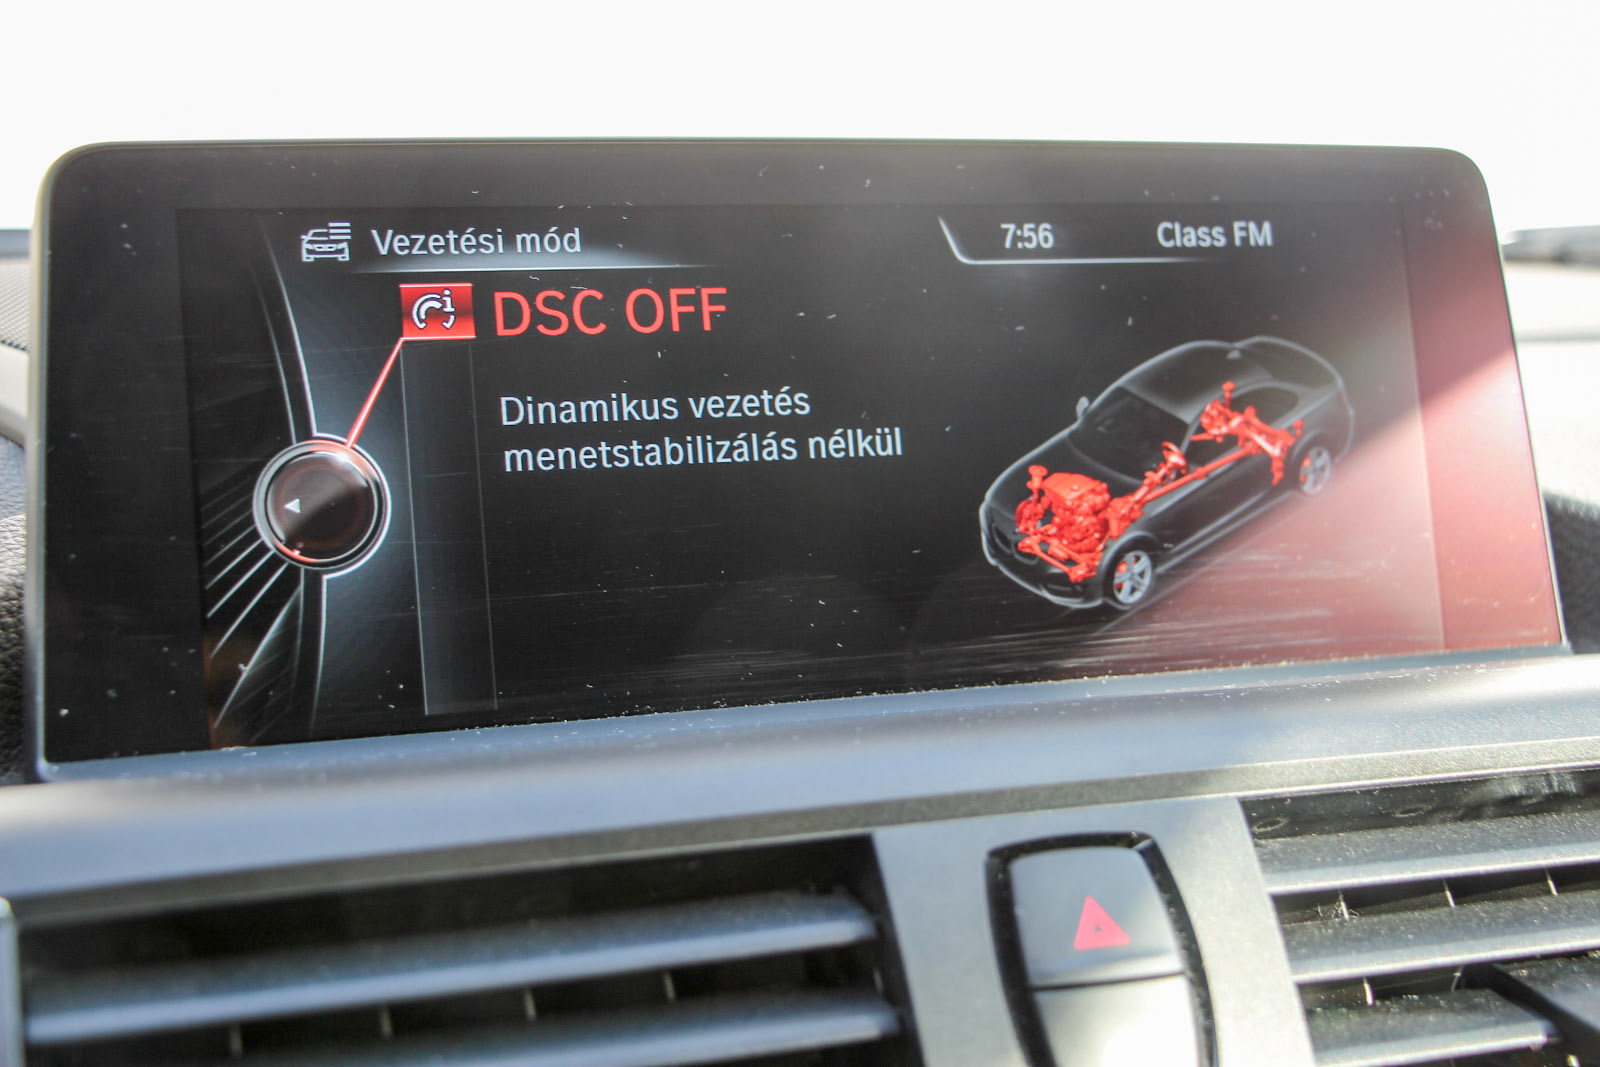 Vezetési mód
7:56 Class FM
DSC OFF
Dinamikus vezetés
menetstabilizálás nélkül